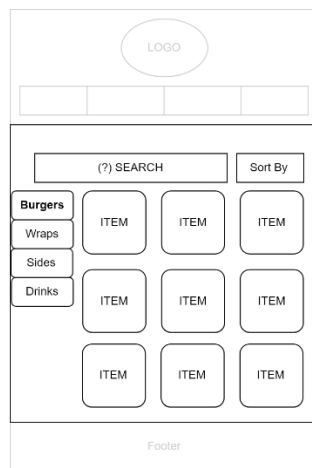 LOGO
(?) SEARCH
Sort By
Burgers
Wraps
Sides
Drinks
ITEM ITEM ITEM
ITEM ITEM ITEM
ITEM ITEM ITEM
Footer